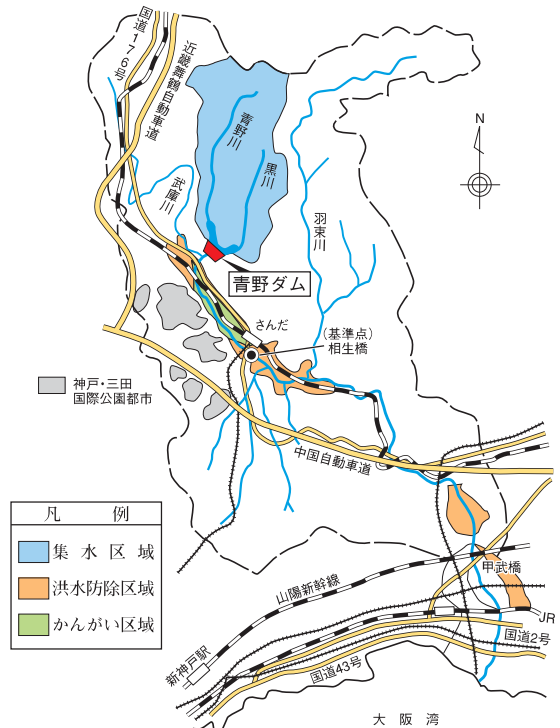 国道176号
近畿舞鶴自動車道
青野川
黒川
武庫川
羽束川
N
青野ダム
さんだ
(基準点)
相生橋
神戸・三田
国際公園都市
中国自動車道
凡 例
集水区域
洪水防除区域
かんがい区域
甲武橋
山陽新幹線
JR
新神戸駅
国道2号
国道43号
大阪湾